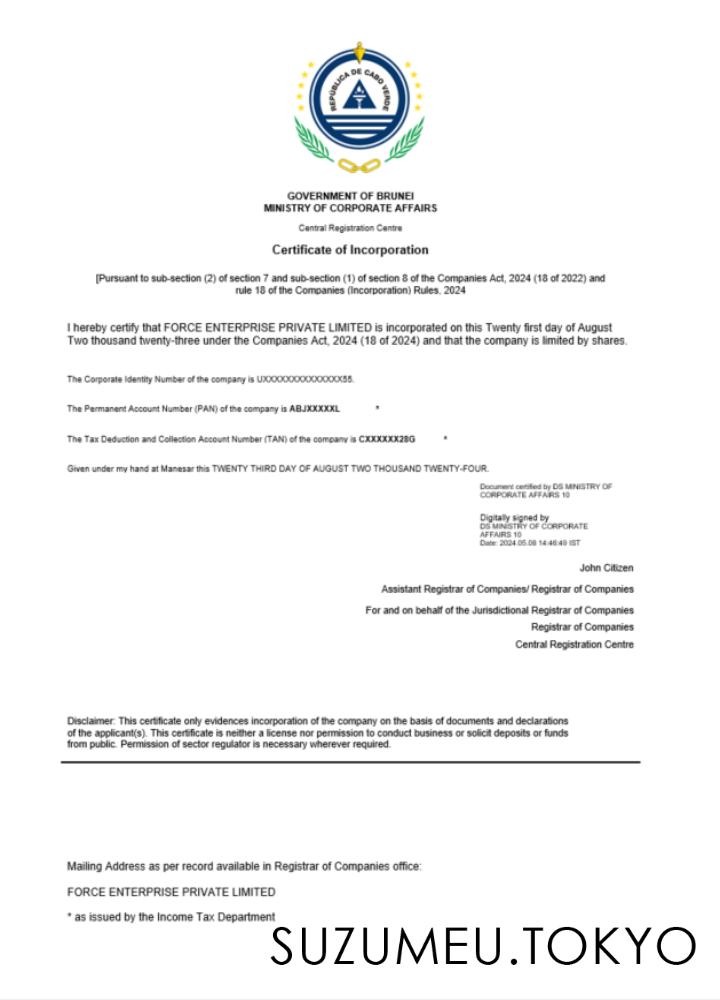 REPÚBLICA DE CABO VERDE
GOVERNMENT OF BRUNEI
MINISTRY OF CORPORATE AFFAIRS
Central Registration Centre
Certificate of Incorporation
[Pursuant to sub-section (2) of section 7 and sub-section (1) of section 8 of the Companies Act, 2024 (18 of 2022) and
rule 18 of the Companies (Incorporation) Rules, 2024
I hereby certify that FORCE ENTERPRISE PRIVATE LIMITED is incorporated on this Twenty first day of August
Two thousand twenty-three under the Companies Act, 2024 (18 of 2024) and that the company is limited by shares.
The Corporate Identity Number of the company is UXXXXXXXXXXXXXXX55.
The Permanent Account Number (PAN) of the company is ABJXXXXXL *
The Tax Deduction and Collection Account Number (TAN) of the company is CXXXXXX28G *
Given under my hand at Manesar this TWENTY THIRD DAY OF AUGUST TWO THOUSAND TWENTY-FOUR.
Document certified by DS MINISTRY OF
CORPORATE AFFAIRS 10
Digitally signed by
DS MINISTRY OF CORPORATE
AFFAIRS 10
Date: 2024.05.08 14:46:49 IST
John Citizen
Assistant Registrar of Companies/ Registrar of Companies
For and on behalf of the Jurisdictional Registrar of Companies
Registrar of Companies
Central Registration Centre
Disclaimer: This certificate only evidences incorporation of the company on the basis of documents and declarations
of the applicant(s). This certificate is neither a license nor permission to conduct business or solicit deposits or funds
from public. Permission of sector regulator is necessary wherever required.
Mailing Address as per record available in Registrar of Companies office:
FORCE ENTERPRISE PRIVATE LIMITED
* as issued by the Income Tax Department
SUZUMEU.TOKYO